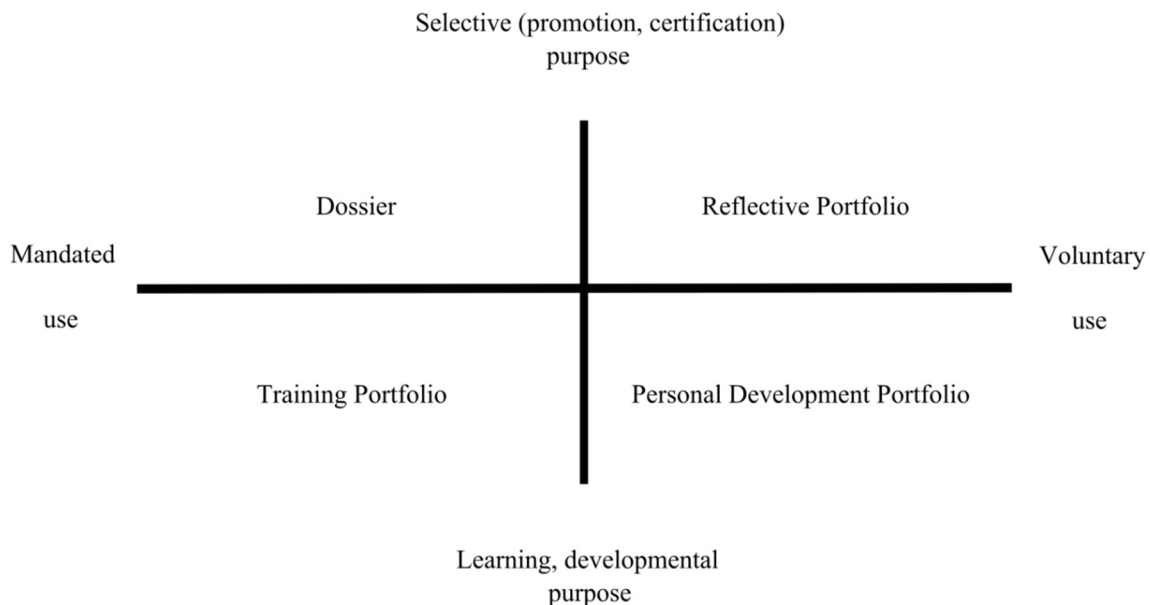 Selective (promotion, certification)
purpose
Dossier
Reflective Portfolio
Mandated
use
Voluntary
use
Training Portfolio
Personal Development Portfolio
Learning, developmental
purpose